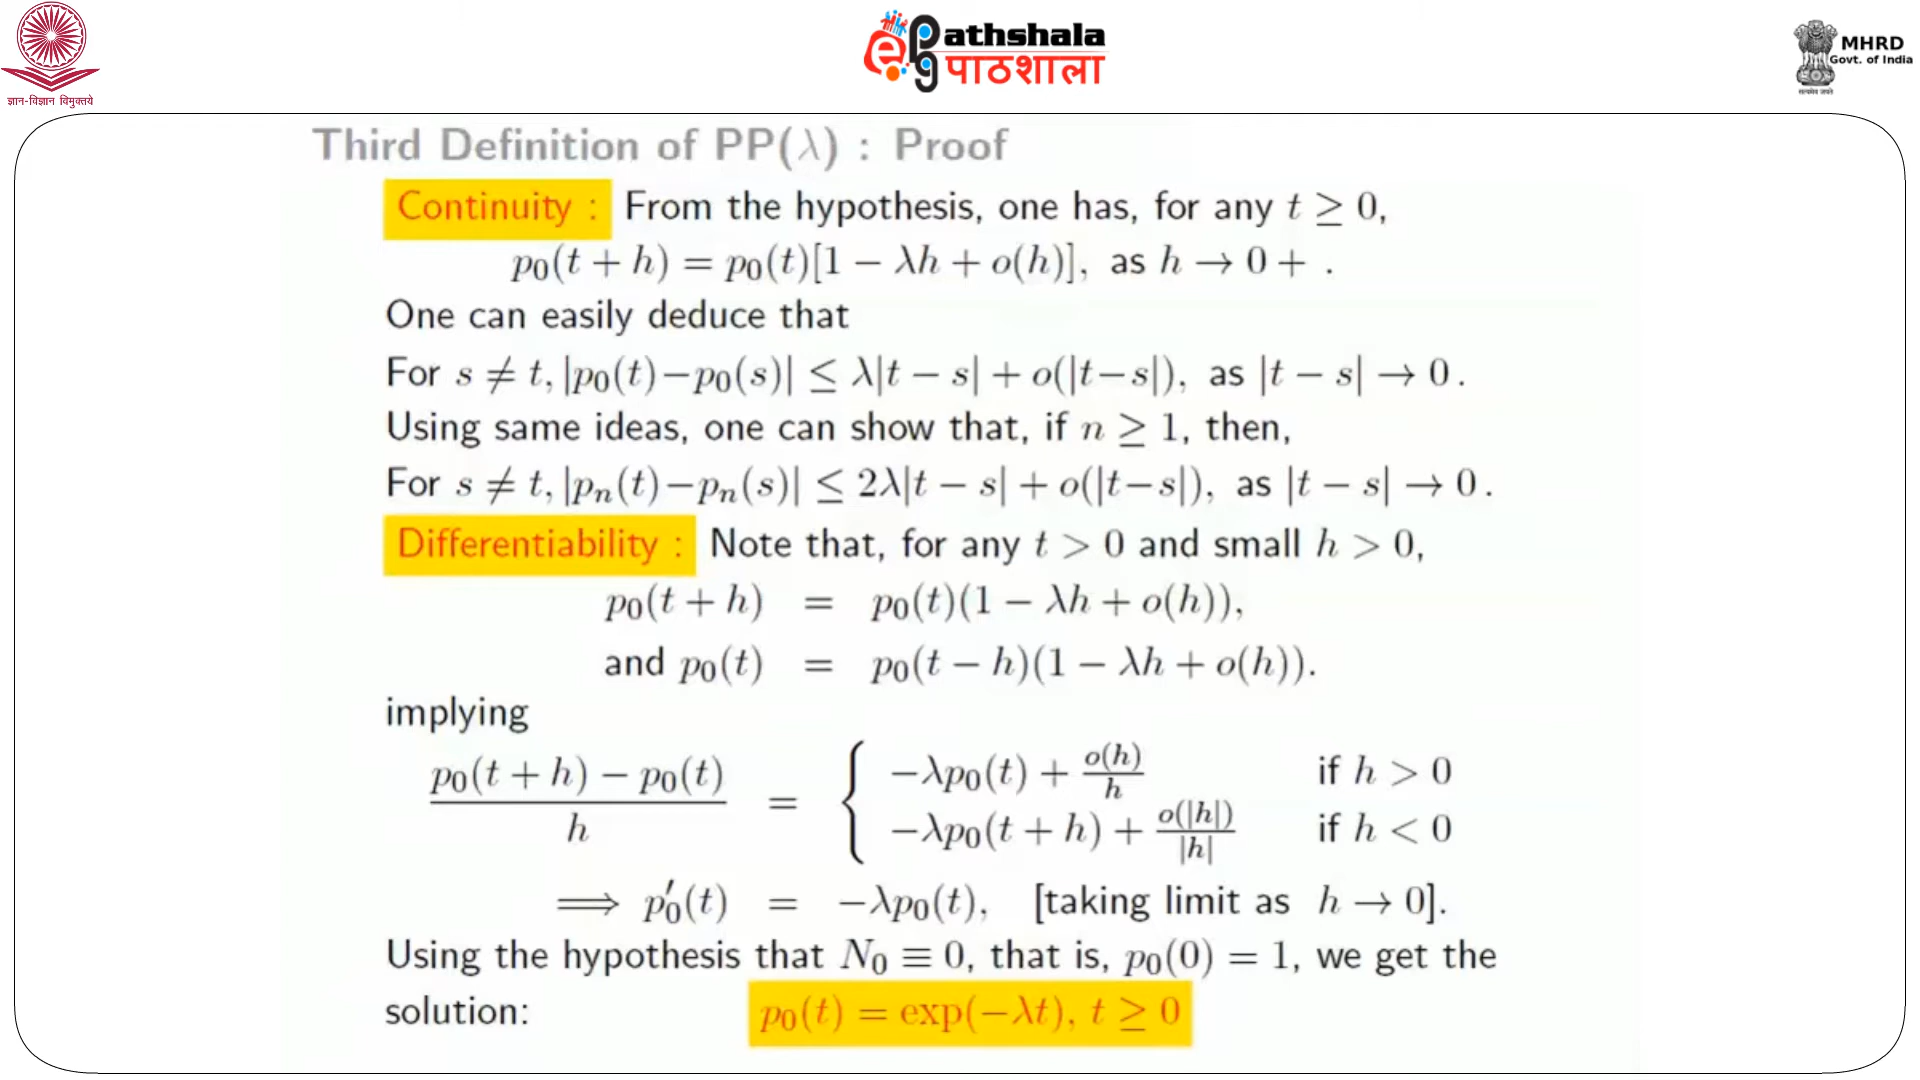 ज्ञान-विज्ञान विमुक्तये
ePg athshala
पाठशाला
MHRD
Govt. of India
सत्यमेव जयते
Third Definition of PP(λ) : Proof
Continuity : From the hypothesis, one has, for any t ≥ 0,
p₀(t + h) = p₀(t)[1 − λh + o(h)], as h → 0 + .
One can easily deduce that
For s ≠ t, |p₀(t)−p₀(s)| ≤ λ|t − s| + o(|t−s|), as |t − s| → 0 .
Using same ideas, one can show that, if n ≥ 1, then,
For s ≠ t, |pₙ(t)−pₙ(s)| ≤ 2λ|t − s| + o(|t−s|), as |t − s| → 0 .
Differentiability : Note that, for any t > 0 and small h > 0,
p₀(t + h) = p₀(t)(1 − λh + o(h)),
and p₀(t) = p₀(t − h)(1 − λh + o(h)).
implying
(p₀(t + h) − p₀(t))/h = { −λp₀(t) + o(h)/h if h > 0
−λp₀(t + h) + o(|h|)/|h| if h < 0
⟹ p₀′(t) = −λp₀(t), [taking limit as h → 0].
Using the hypothesis that N₀ ≡ 0, that is, p₀(0) = 1, we get the
solution: p₀(t) = exp(−λt), t ≥ 0